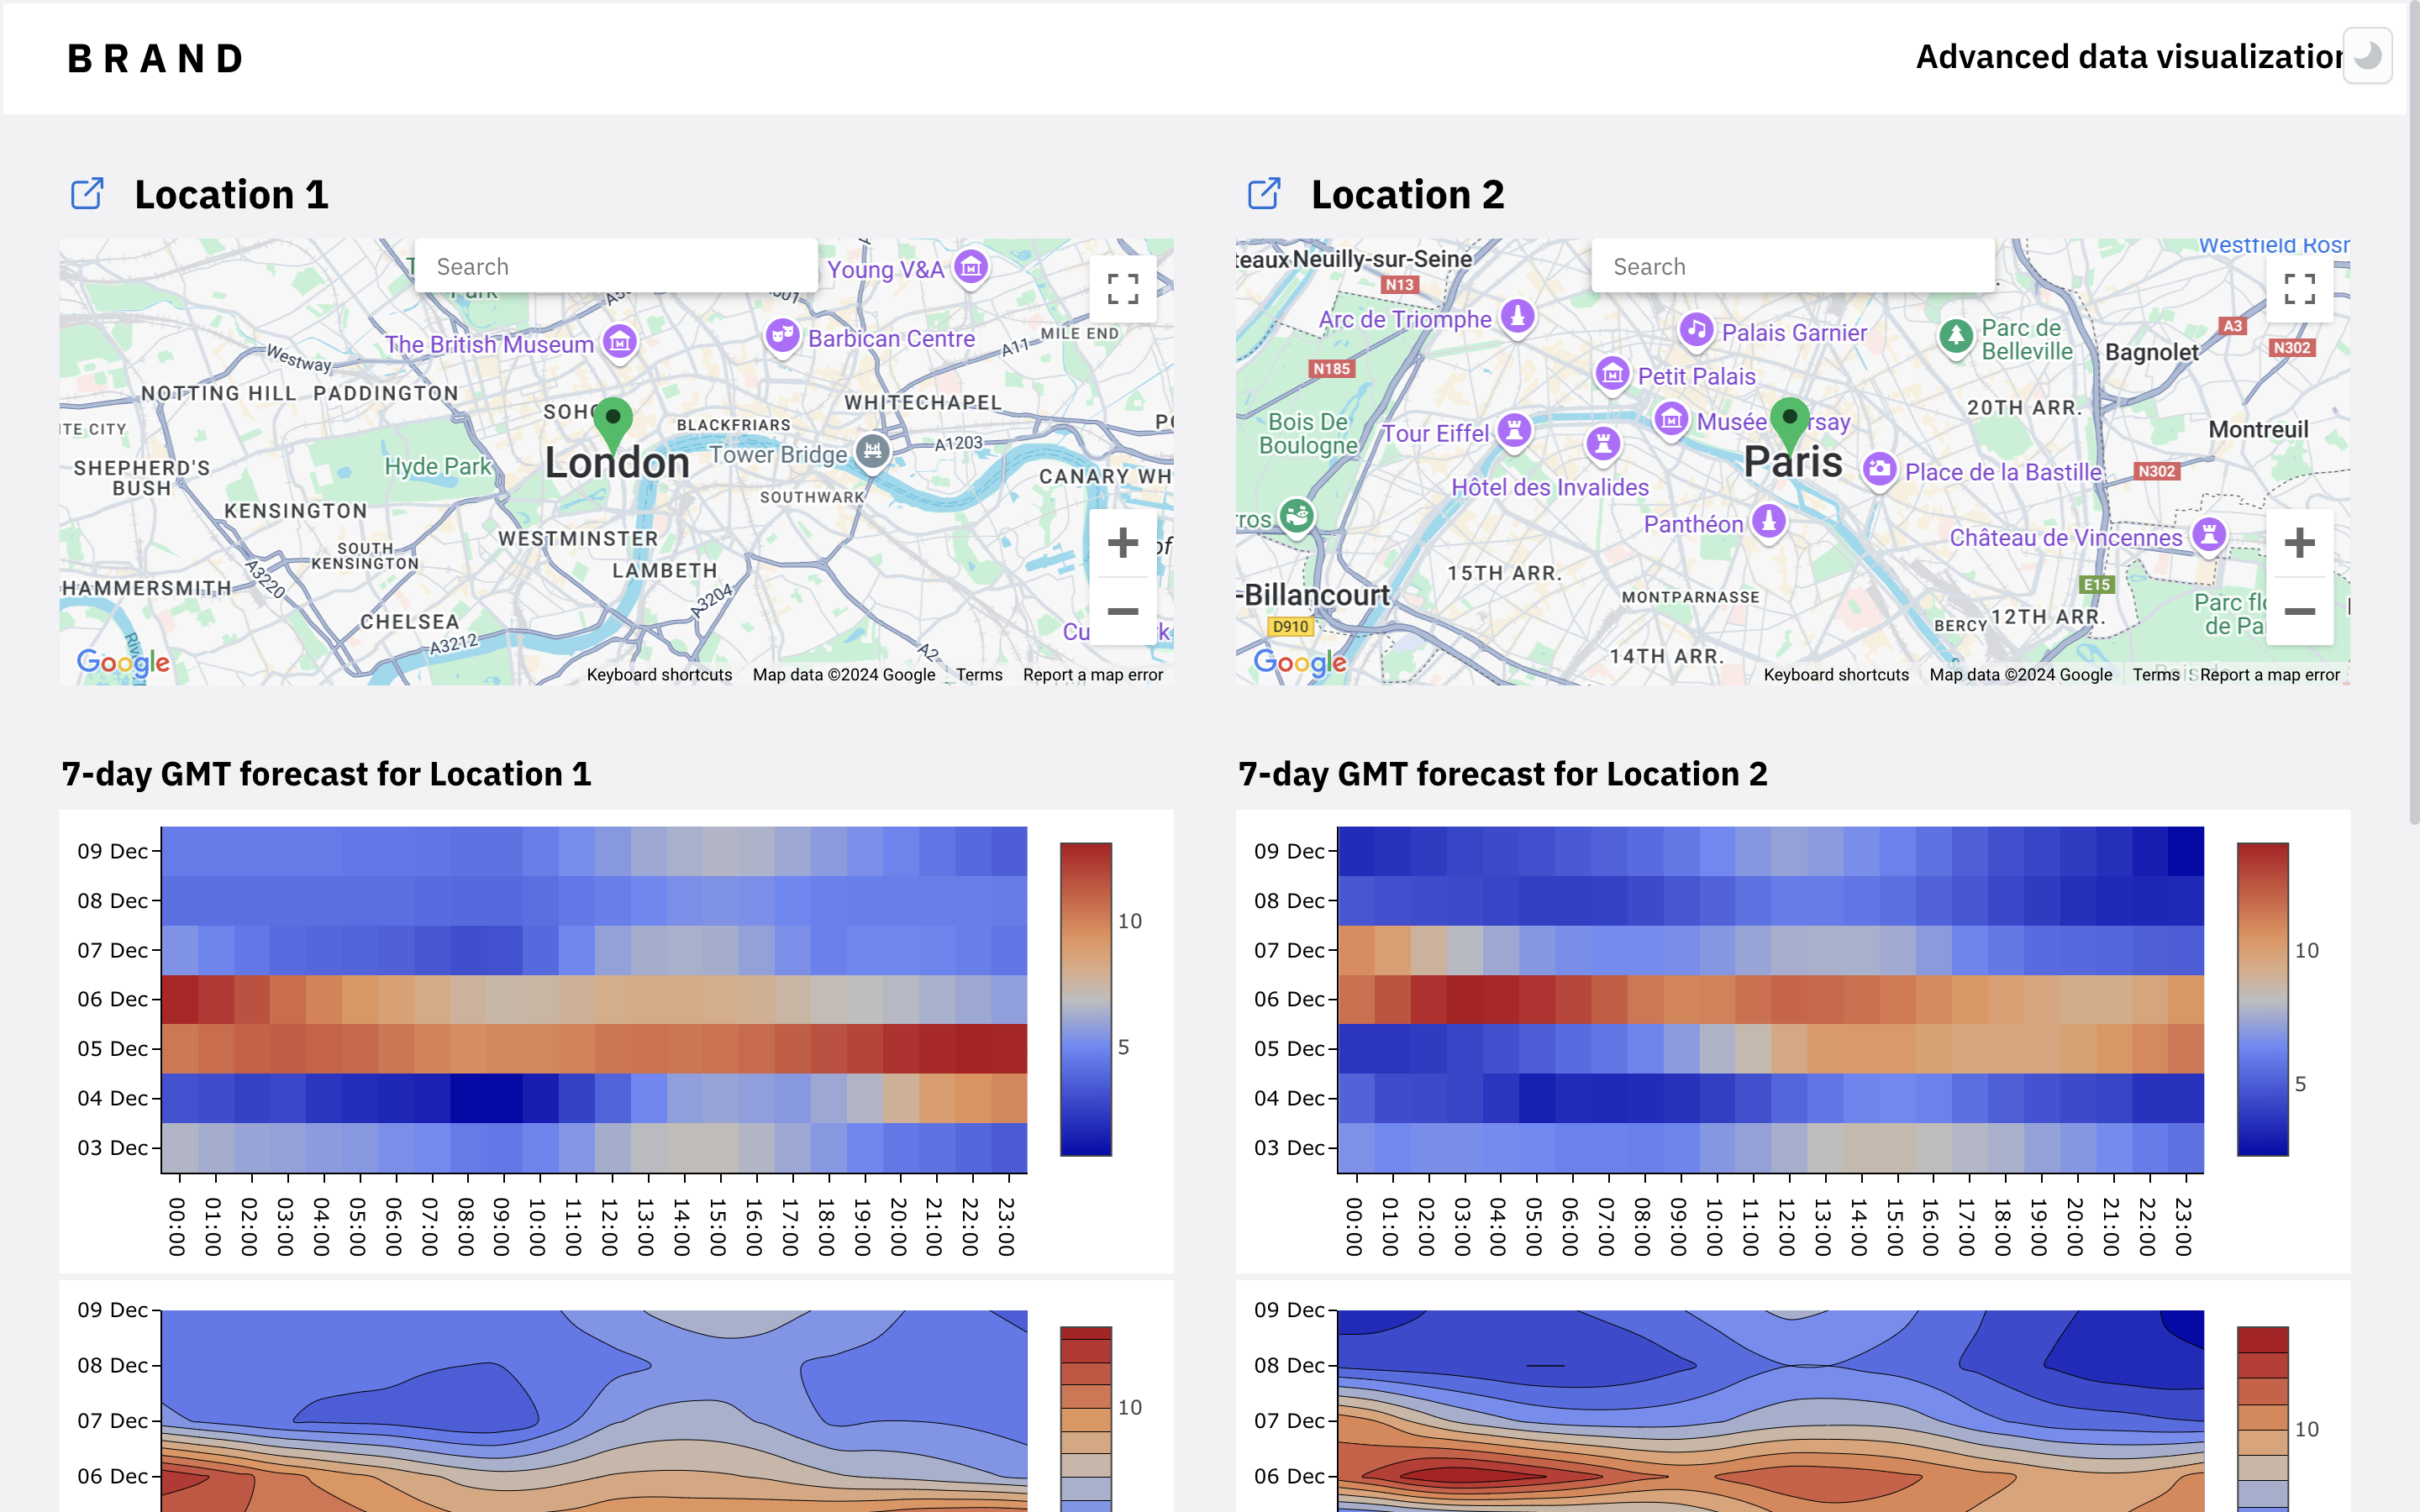 BRAND
Advanced data visualization
Location 1
Location 2
Search
Young V&A
Park
The British Museum
Barbican Centre
A11
MILE END
Westway
NOTTING HILL
PADDINGTON
SOHO
BLACKFRIARS
WHITECHAPEL
A1203
London
Tower Bridge
SHEPHERD'S
BUSH
Hyde Park
SOUTHWARK
CANARY WH
KENSINGTON
WESTMINSTER
SOUTH
KENSINGTON
LAMBETH
HAMMERSMITH
A3220
CHELSEA
A3204
A3212
A2
Google
Keyboard shortcuts
Map data ©2024 Google
Terms
Report a map error
Search
teaux
Neuilly-sur-Seine
N13
Arc de Triomphe
Palais Garnier
Parc de
Belleville
Bagnolet
A3
N302
N185
Petit Palais
Bois De
Boulogne
Tour Eiffel
20TH ARR.
Montreuil
Paris
Place de la Bastille
N302
Hôtel des Invalides
Panthéon
Château de Vincennes
15TH ARR.
-Billancourt
MONTPARNASSE
E15
D910
BERCY
12TH ARR.
14TH ARR.
Google
Keyboard shortcuts
Map data ©2024 Google
Terms
Report a map error
7-day GMT forecast for Location 1
09 Dec
08 Dec
07 Dec
06 Dec
05 Dec
04 Dec
03 Dec
00:00
01:00
02:00
03:00
04:00
05:00
06:00
07:00
08:00
09:00
10:00
11:00
12:00
13:00
14:00
15:00
16:00
17:00
18:00
19:00
20:00
21:00
22:00
23:00
10
5
7-day GMT forecast for Location 2
09 Dec
08 Dec
07 Dec
06 Dec
05 Dec
04 Dec
03 Dec
00:00
01:00
02:00
03:00
04:00
05:00
06:00
07:00
08:00
09:00
10:00
11:00
12:00
13:00
14:00
15:00
16:00
17:00
18:00
19:00
20:00
21:00
22:00
23:00
10
5
09 Dec
08 Dec
07 Dec
06 Dec
10
09 Dec
08 Dec
07 Dec
06 Dec
10